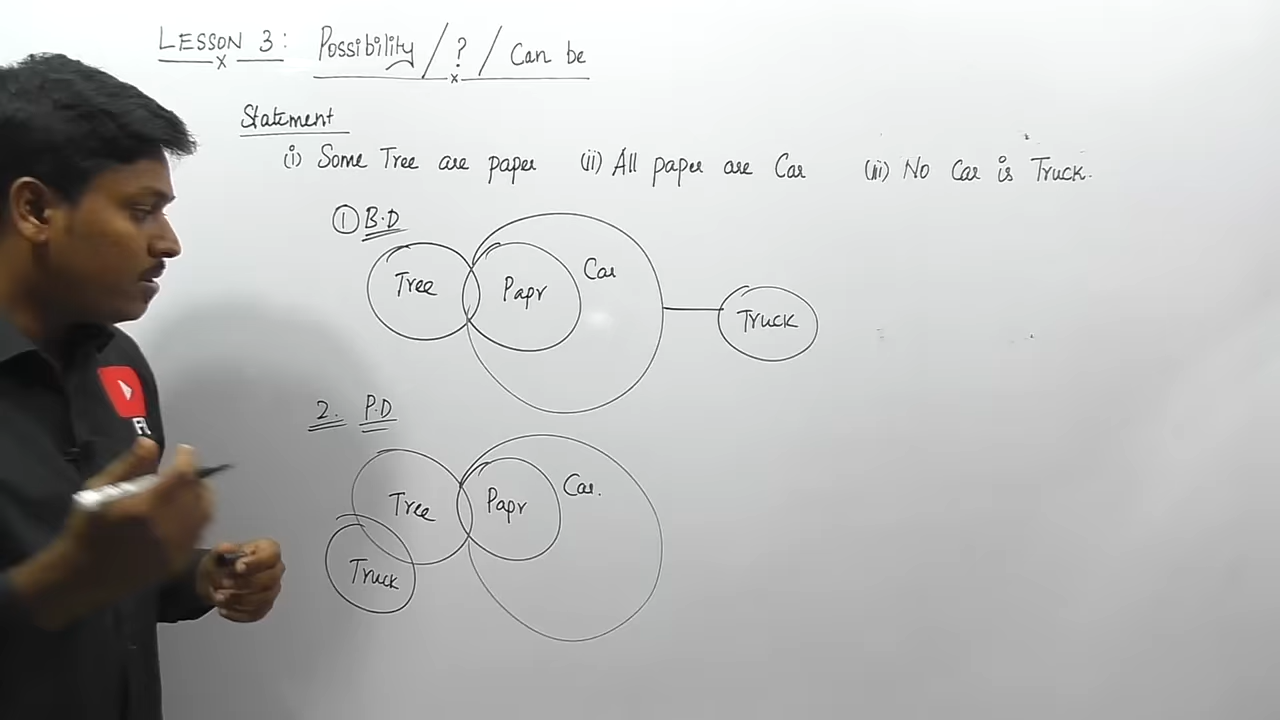 LESSON 3: Possibility / ? / Can be
Statement
(i) Some Tree are paper (ii) All paper are Car (iii) No Car is Truck.
① B.D
Tree Papr Car Truck
2. P.D
Tree Papr Car.
Truck